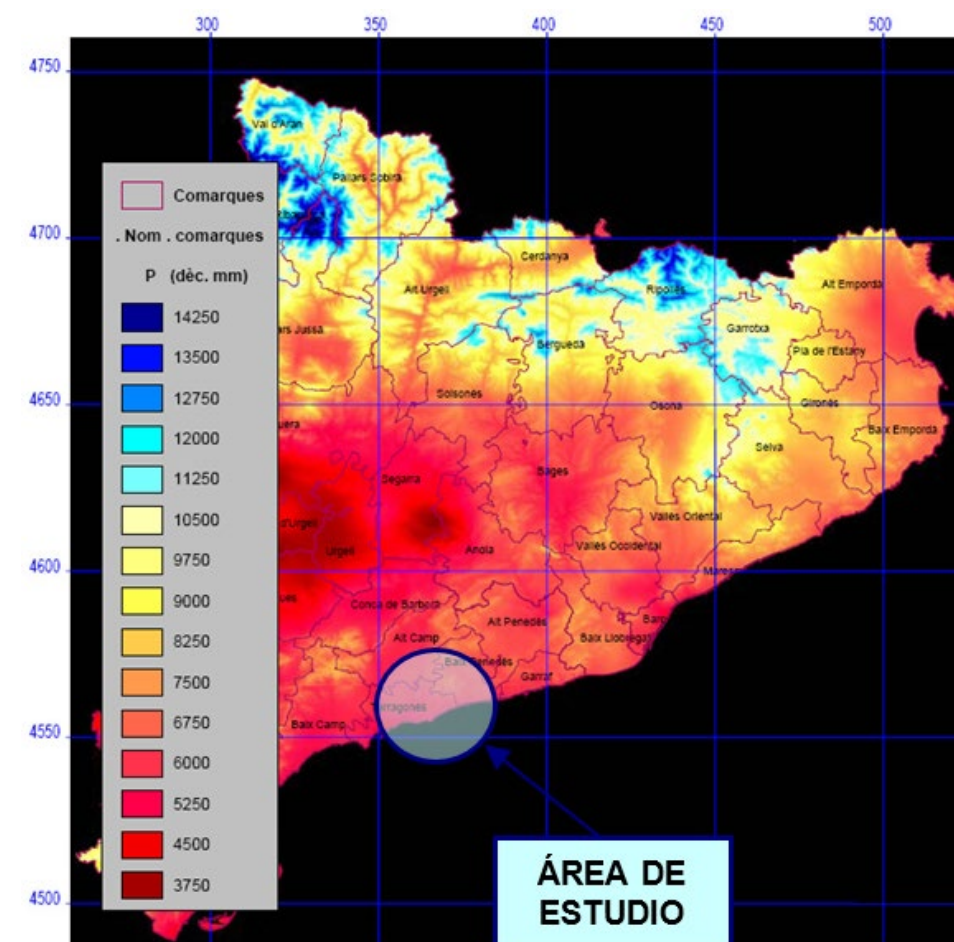 300 350 400 450 500
4750
4700
4650
4600
4550
4500
Comarques
. Nom . comarques
P (dèc. mm)
14250
13500
12750
12000
11250
10500
9750
9000
8250
7500
6750
6000
5250
4500
3750
Val d'Aran
Pallars Sobirà
Cerdanya
Alt Urgell
Ripollès
Alt Empordà
Garrotxa
Pla de l'Estany
Berguedà
Solsonès
Osona
Gironès
Baix Empordà
Selva
Segarra
Bages
Vallès Oriental
d'Urgell
Urgell
Anoia
Vallès Occidental
Conca de Barberà
Alt Penedès
Alt Camp
Baix Llobregat
Baix Penedès
Garraf
Baix Camp
ÁREA DE
ESTUDIO